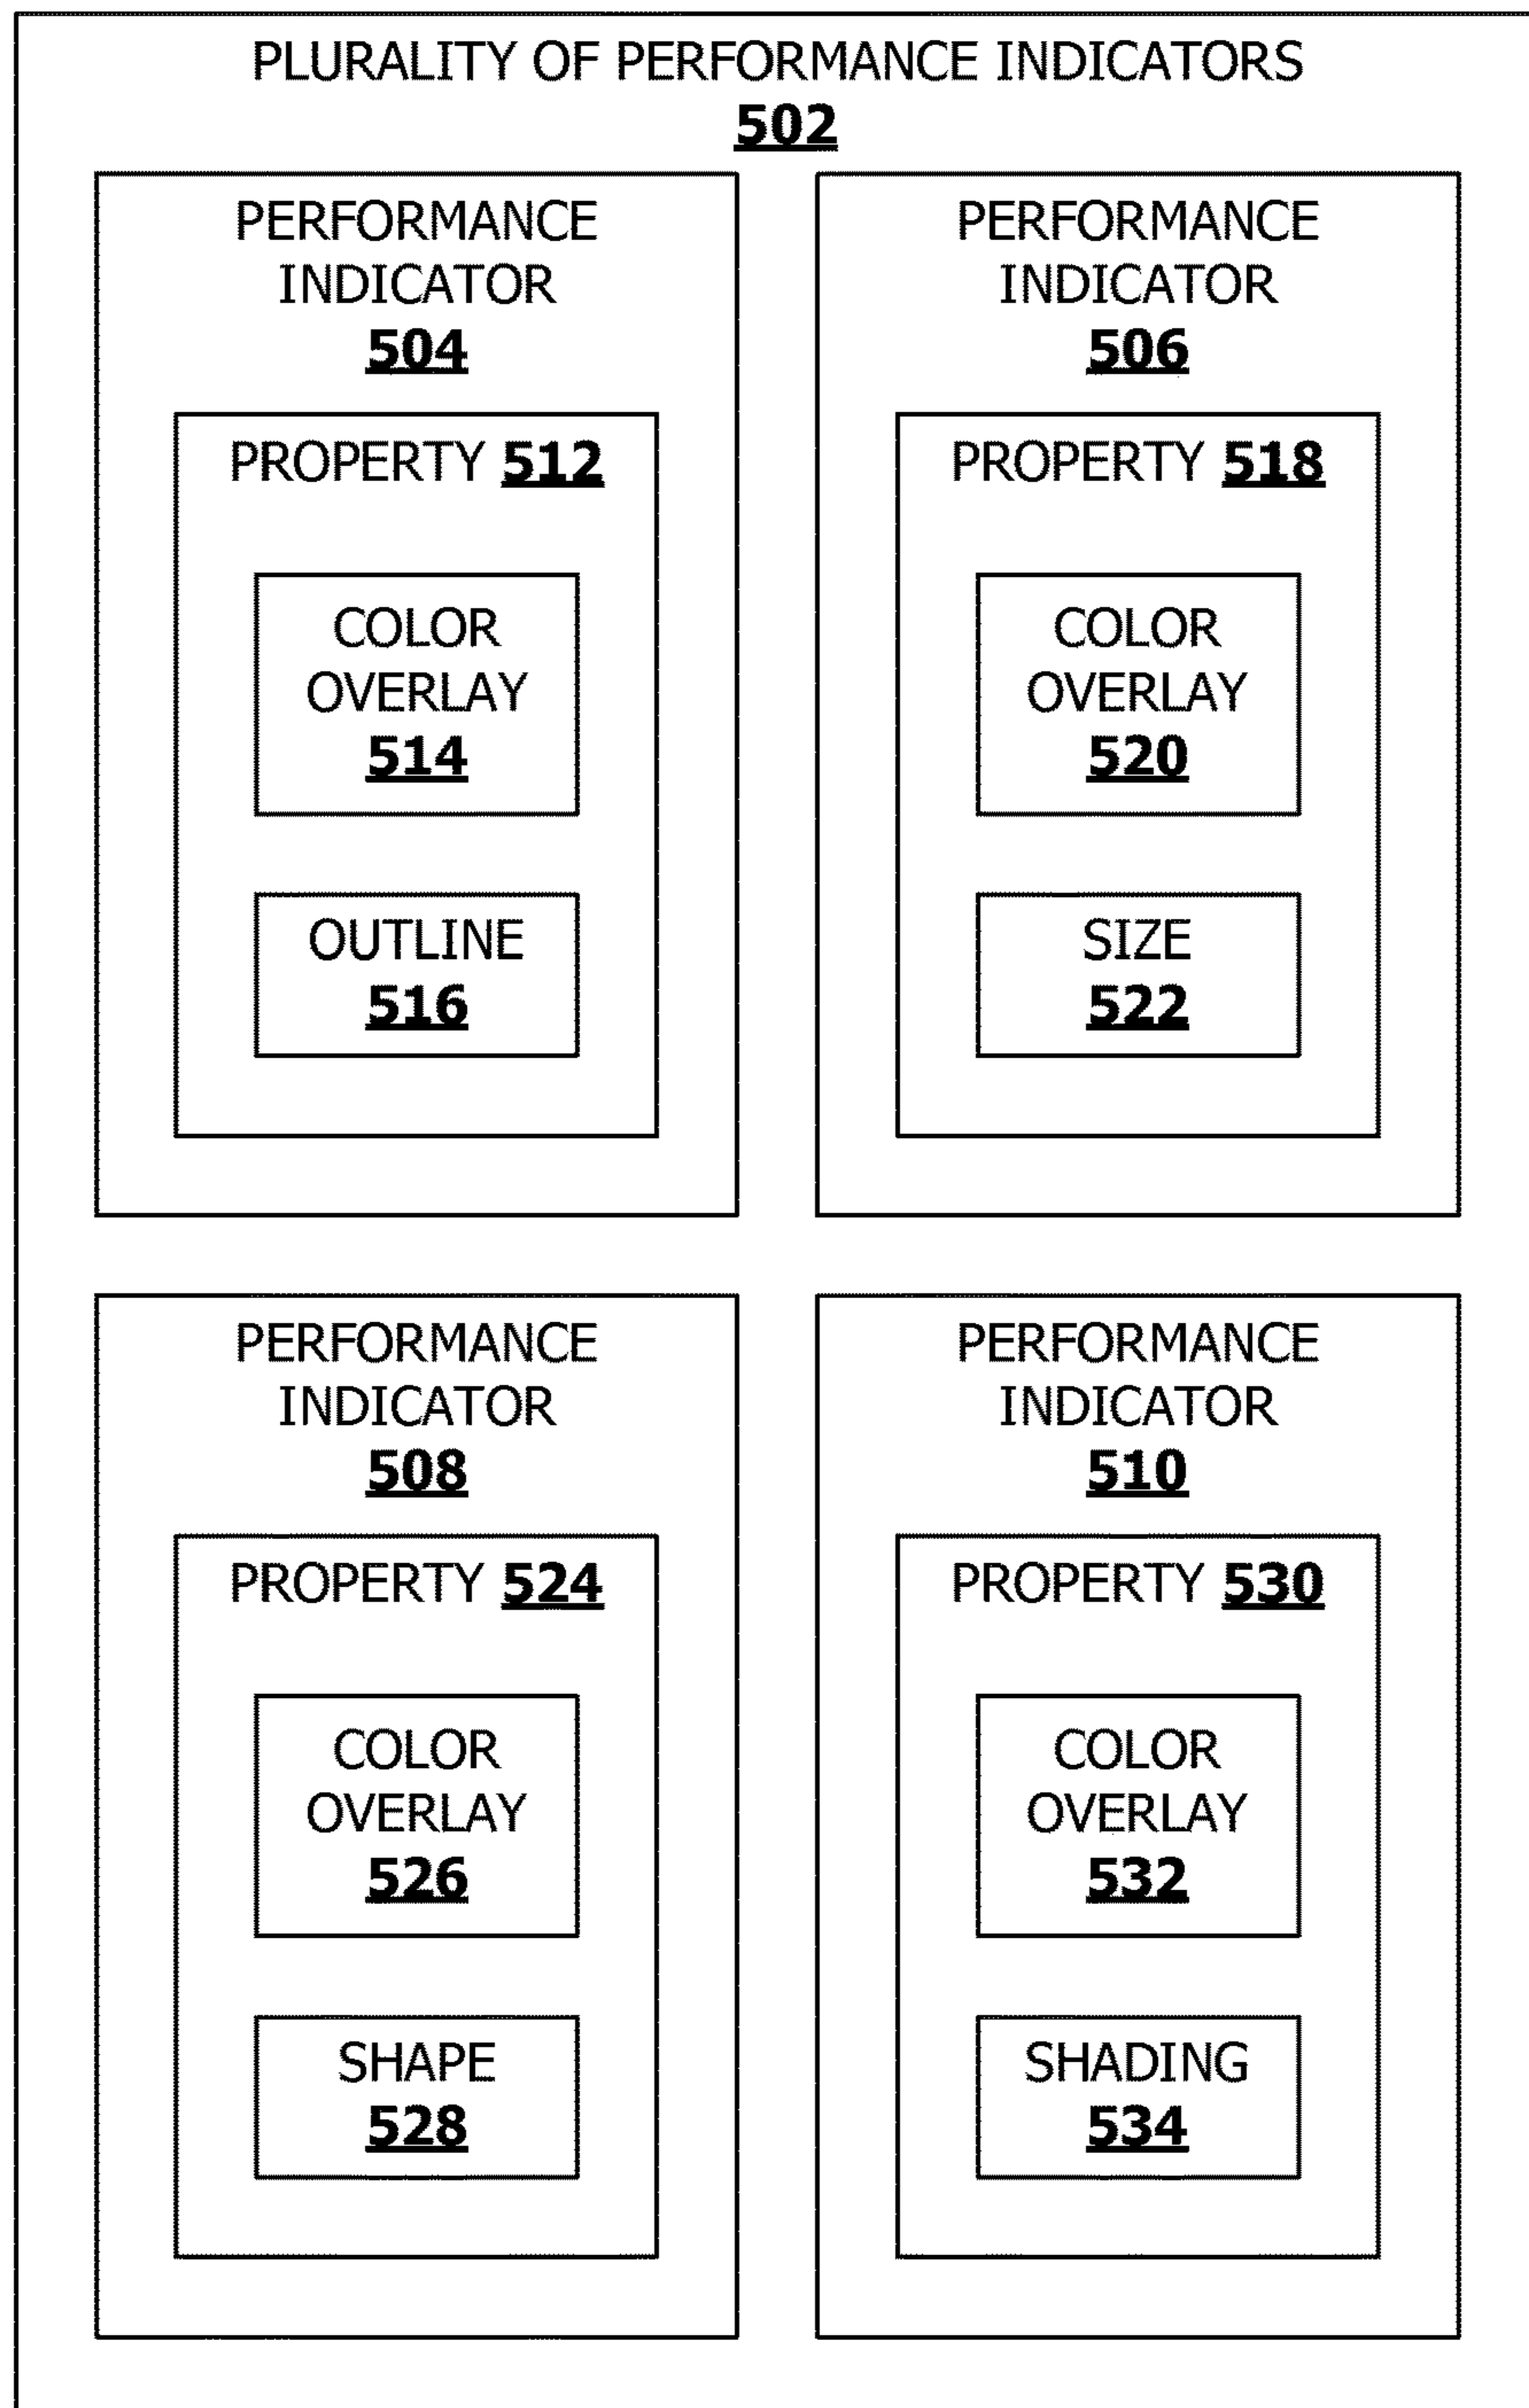 PLURALITY OF PERFORMANCE INDICATORS
502
PERFORMANCE
INDICATOR
504
PROPERTY 512
COLOR
OVERLAY
514
OUTLINE
516
PERFORMANCE
INDICATOR
506
PROPERTY 518
COLOR
OVERLAY
520
SIZE
522
PERFORMANCE
INDICATOR
508
PROPERTY 524
COLOR
OVERLAY
526
SHAPE
528
PERFORMANCE
INDICATOR
510
PROPERTY 530
COLOR
OVERLAY
532
SHADING
534